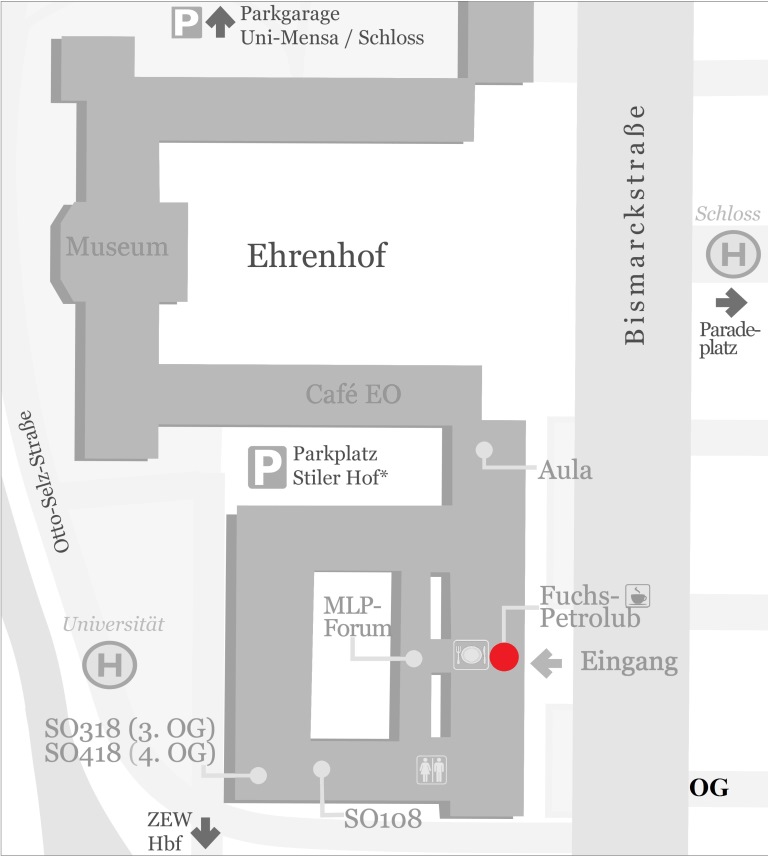 P
Parkgarage
Uni-Mensa / Schloss
Bismarckstraße
Schloss
H
Museum
Ehrenhof
Parade-
platz
Café EO
Otto-Selz-Straße
P
Parkplatz
Stiler Hof*
Aula
MLP-
Forum
Fuchs-
Petrolub
Universität
H
Eingang
SO318 (3. OG)
SO418 (4. OG)
OG
SO108
ZEW
Hbf